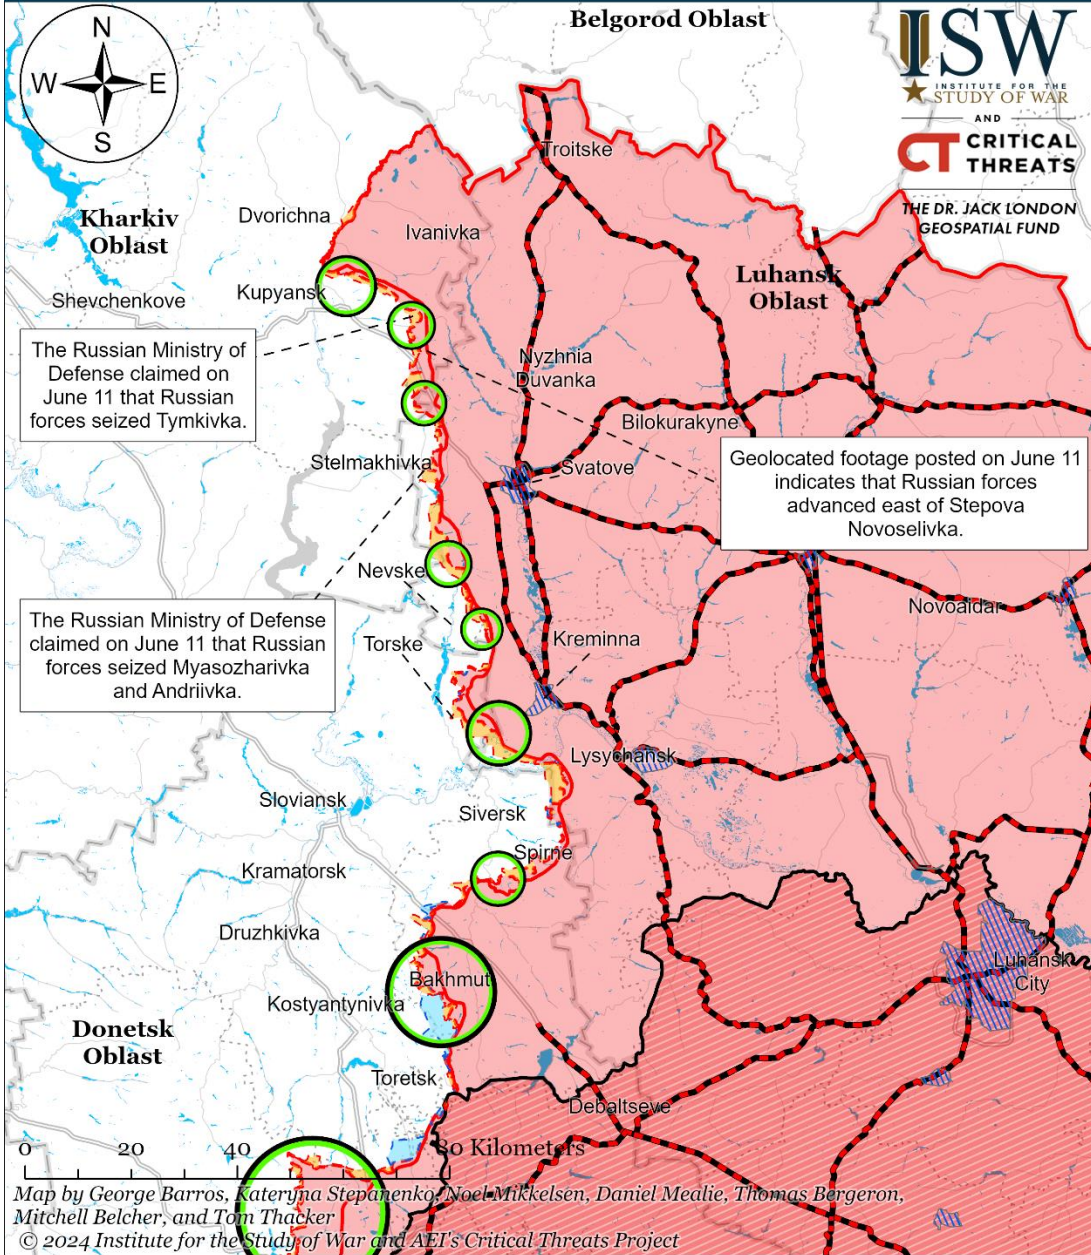 Belgorod Oblast
N
W E
S
ISW
INSTITUTE FOR THE
STUDY OF WAR
AND
CT CRITICAL
THREATS
THE DR. JACK LONDON
GEOSPATIAL FUND
Troitske
Dvorichna
Kharkiv
Oblast
Ivanivka
Shevchenkove
Kupyansk
Luhansk
Oblast
The Russian Ministry of
Defense claimed on
June 11 that Russian
forces seized Tymkivka.
Nyzhnia
Duvanka
Bilokurakyne
Stelmakhivka
Svatove
Geolocated footage posted on June 11
indicates that Russian forces
advanced east of Stepova
Novoselivka.
Nevske
Novoaidar
The Russian Ministry of Defense
claimed on June 11 that Russian
forces seized Myasozharivka
and Andriivka.
Torske
Kreminna
Lysychansk
Sloviansk
Siversk
Spirne
Kramatorsk
Druzhkivka
Luhansk
City
Bakhmut
Kostyantynivka
Donetsk
Oblast
Toretsk
Debaltseve
0 20 40 80 Kilometers
Map by George Barros, Kateryna Stepanenko, Noel Mikkelsen, Daniel Mealie, Thomas Bergeron,
Mitchell Belcher, and Tom Thacker
© 2024 Institute for the Study of War and AEI's Critical Threats Project